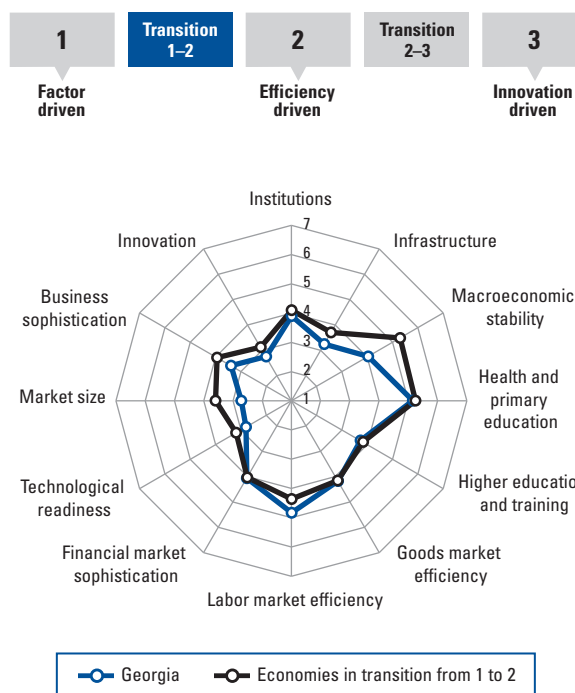 1
Transition
1–2
2
Transition
2–3
3
Factor
driven
Efficiency
driven
Innovation
driven
Institutions
7
6
5
4
3
2
1
Infrastructure
Macroeconomic
stability
Health and
primary
education
Higher educatio
and training
Goods market
efficiency
Labor market efficiency
Financial market
sophistication
Technological
readiness
Market size
Business
sophistication
Innovation
Georgia
Economies in transition from 1 to 2